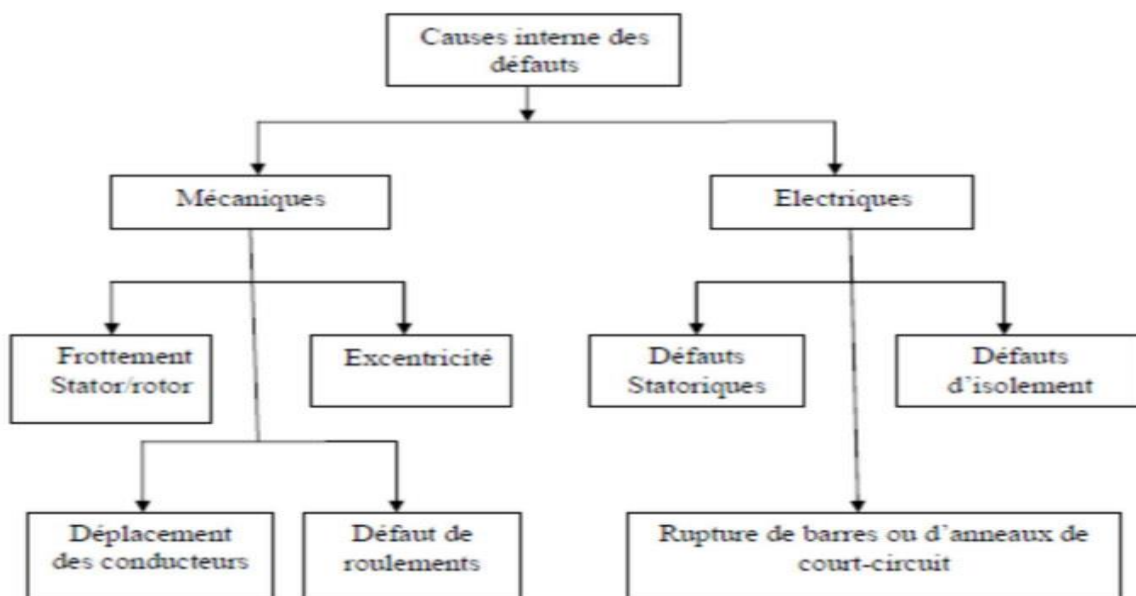 Causes interne des
défauts
Mécaniques
Electriques
Frottement
Stator/rotor
Excentricité
Défauts
Statoriques
Défauts
d'isolement
Déplacement
des conducteurs
Défaut de
roulements
Rupture de barres ou d'anneaux de
court-circuit